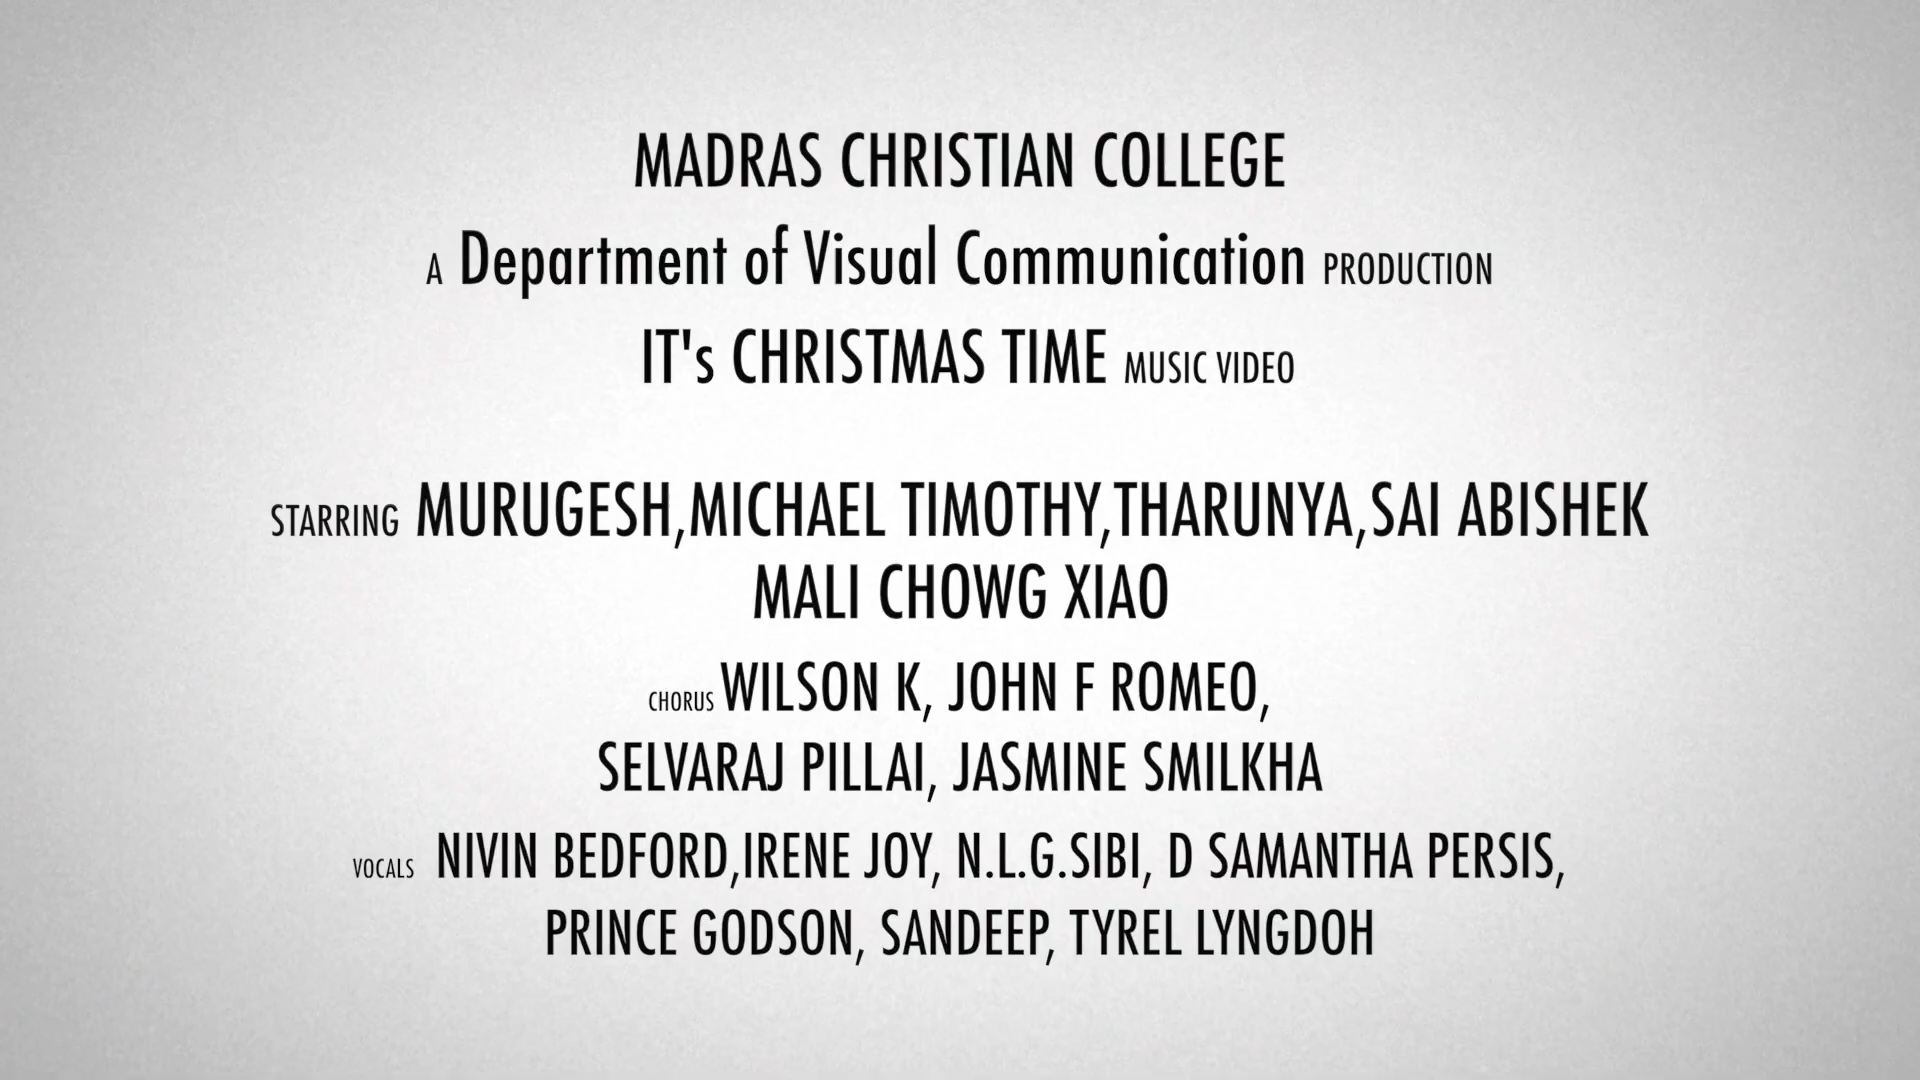 MADRAS CHRISTIAN COLLEGE
A Department of Visual Communication PRODUCTION
IT's CHRISTMAS TIME MUSIC VIDEO
STARRING MURUGESH,MICHAEL TIMOTHY,THARUNYA,SAI ABISHEK
MALI CHOWG XIAO
CHORUS WILSON K, JOHN F ROMEO,
SELVARAJ PILLAI, JASMINE SMILKHA
VOCALS NIVIN BEDFORD,IRENE JOY, N.L.G.SIBI, D SAMANTHA PERSIS,
PRINCE GODSON, SANDEEP, TYREL LYNGDOH